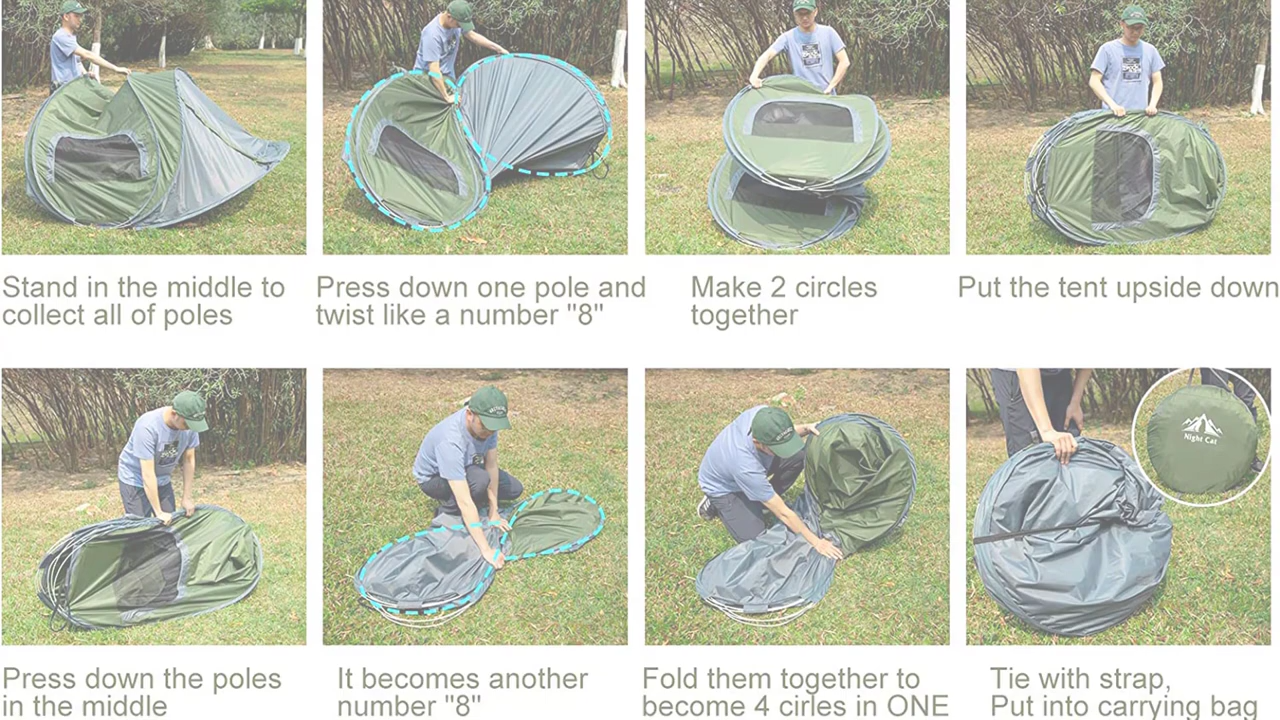 Stand in the middle to
collect all of poles
Press down one pole and
twist like a number "8"
Make 2 circles
together
Put the tent upside down
Night Cat
Press down the poles
in the middle
It becomes another
number "8"
Fold them together to
become 4 cirles in ONE
Tie with strap,
Put into carrying bag